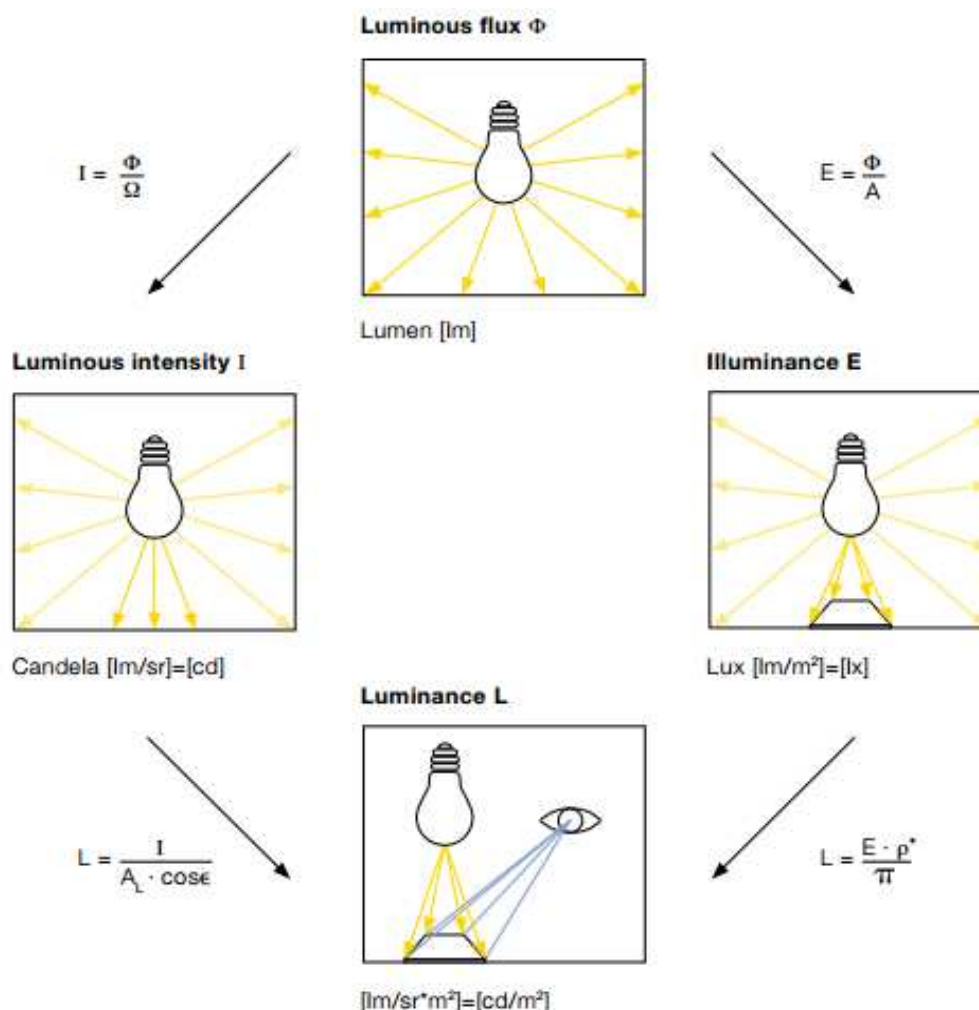 Luminous flux Φ
I = Φ/Ω
E = Φ/A
Lumen [lm]
Luminous intensity I
Illuminance E
Candela [lm/sr]=[cd]
Lux [lm/m²]=[lx]
Luminance L
L = I/(A_L · cosϵ)
L = E · ρ*/π
[lm/sr*m²]=[cd/m²]